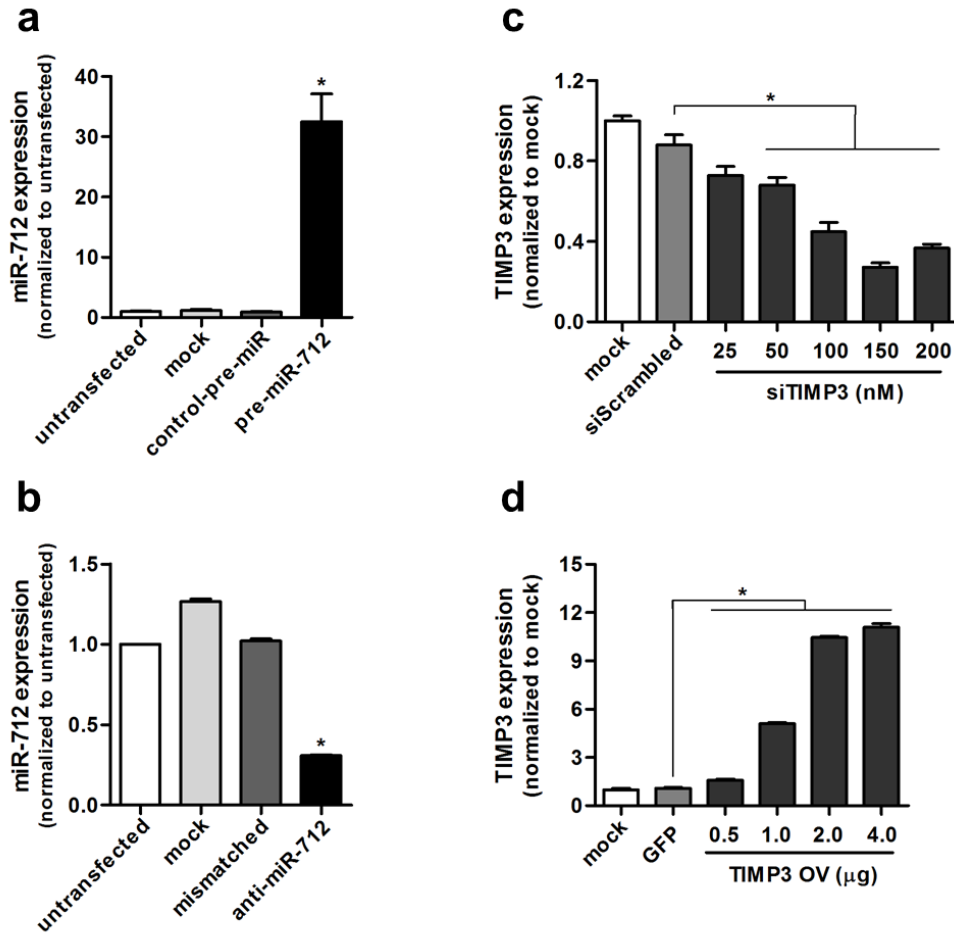 a
miR-712 expression
(normalized to untransfected)
40
30
20
10
0
*
untransfected
mock
control-pre-miR
pre-miR-712
b
miR-712 expression
(normalized to untransfected)
1.5
1.0
0.5
0.0
*
untransfected
mock
mismatched
anti-miR-712
c
TIMP3 expression
(nomalized to mock)
1.2
0.8
0.4
0.0
*
mock
siScrambled
25 50 100 150 200
siTIMP3 (nM)
d
TIMP3 expression
(normalized to mock)
15
12
9
6
3
0
*
mock
GFP
0.5 1.0 2.0 4.0
TIMP3 OV (μg)